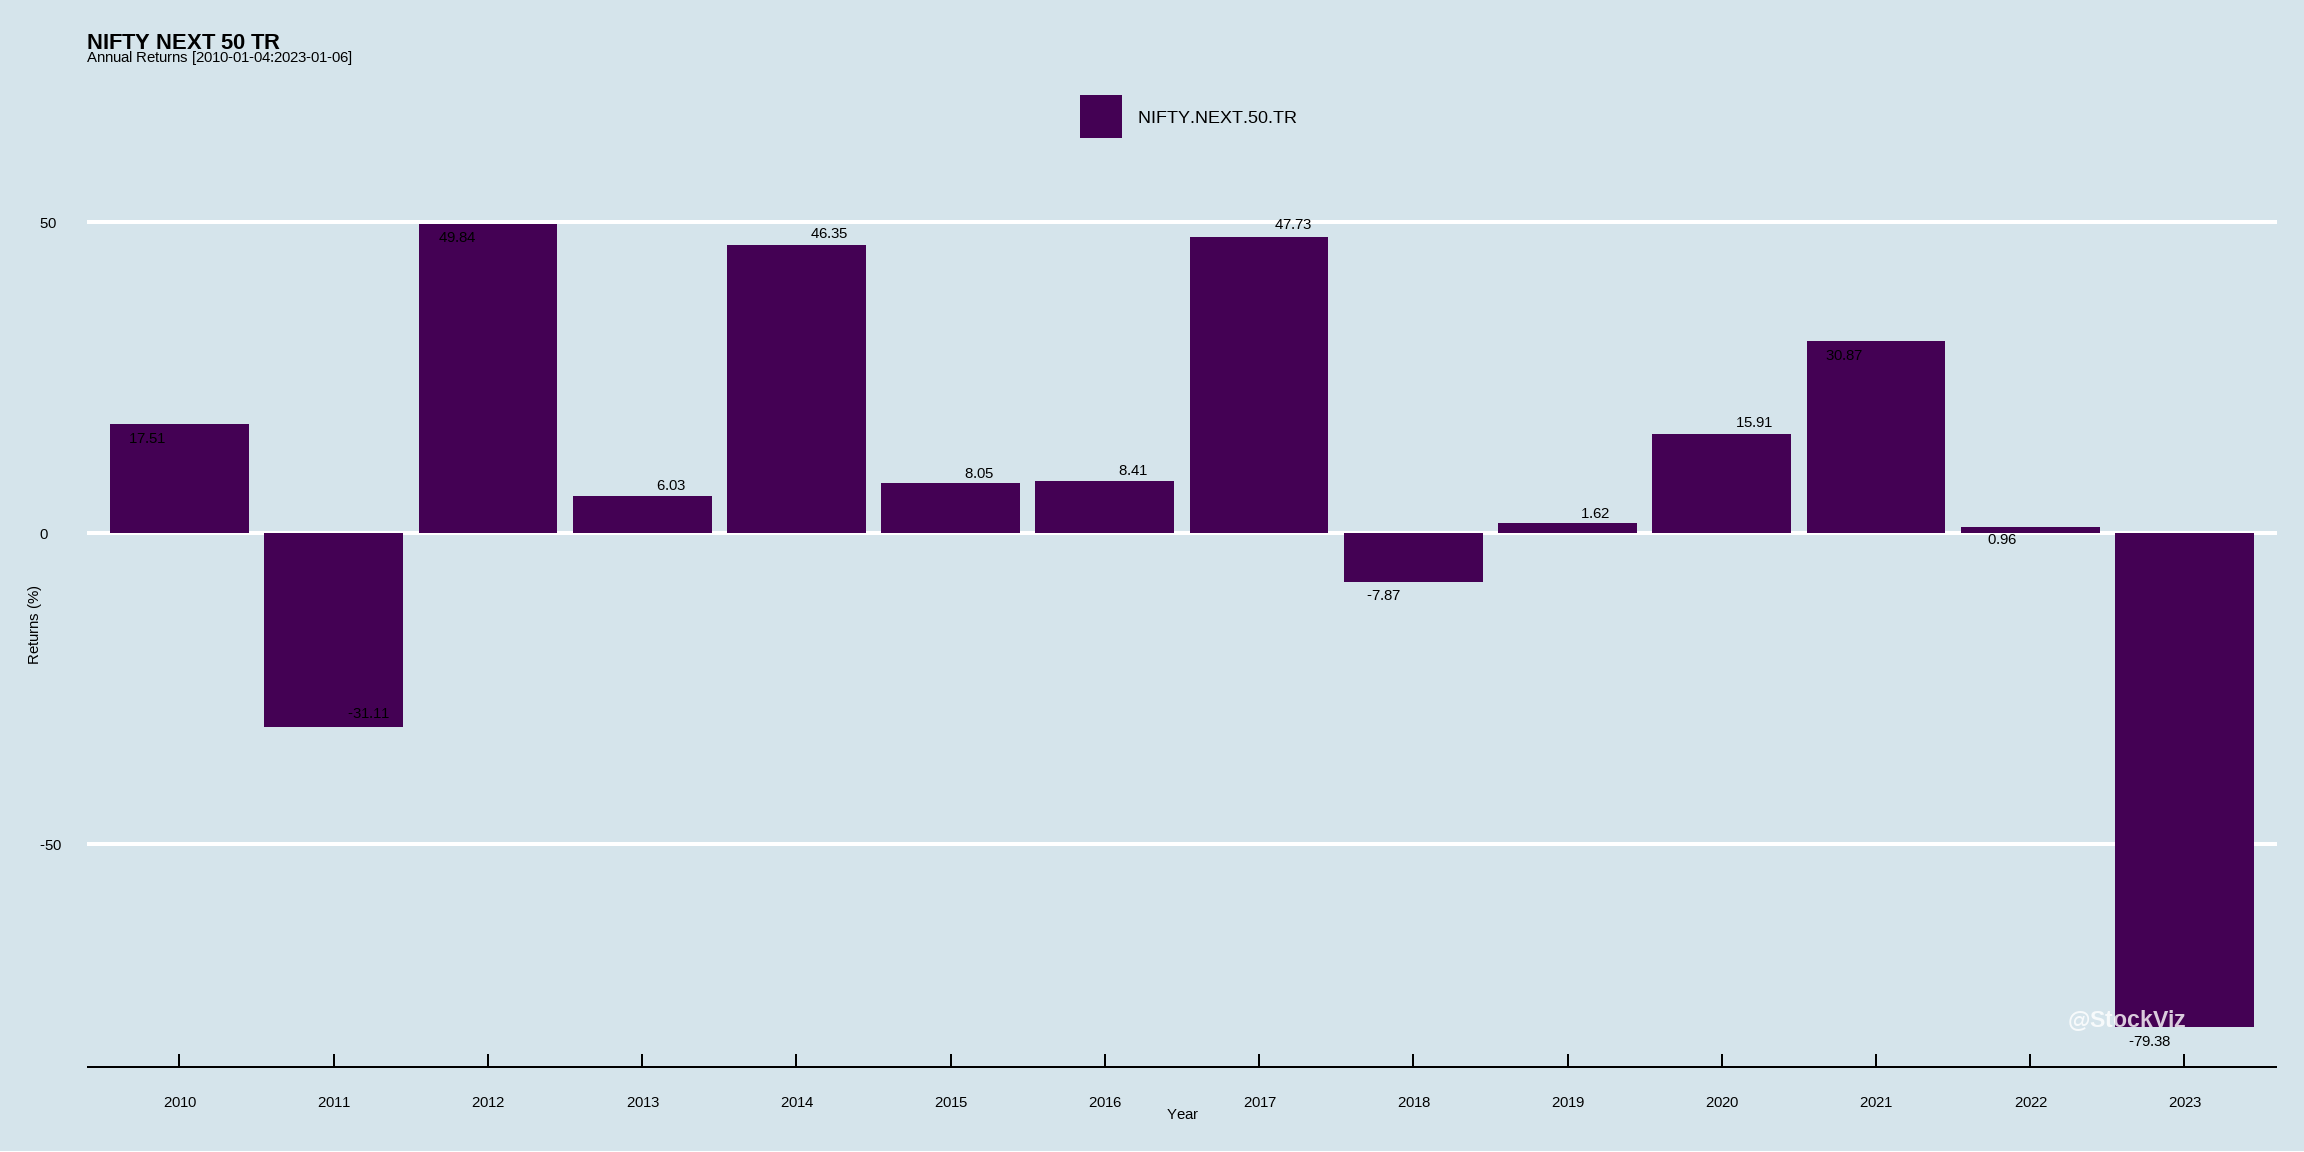 NIFTY NEXT 50 TR
Annual Returns [2010-01-04:2023-01-06]
NIFTY.NEXT.50.TR
50
0
-50
Returns (%)
17.51
-31.11
49.84
6.03
46.35
8.05
8.41
47.73
-7.87
1.62
15.91
30.87
0.96
-79.38
@StockViz
2010 2011 2012 2013 2014 2015 2016 2017 2018 2019 2020 2021 2022 2023
Year